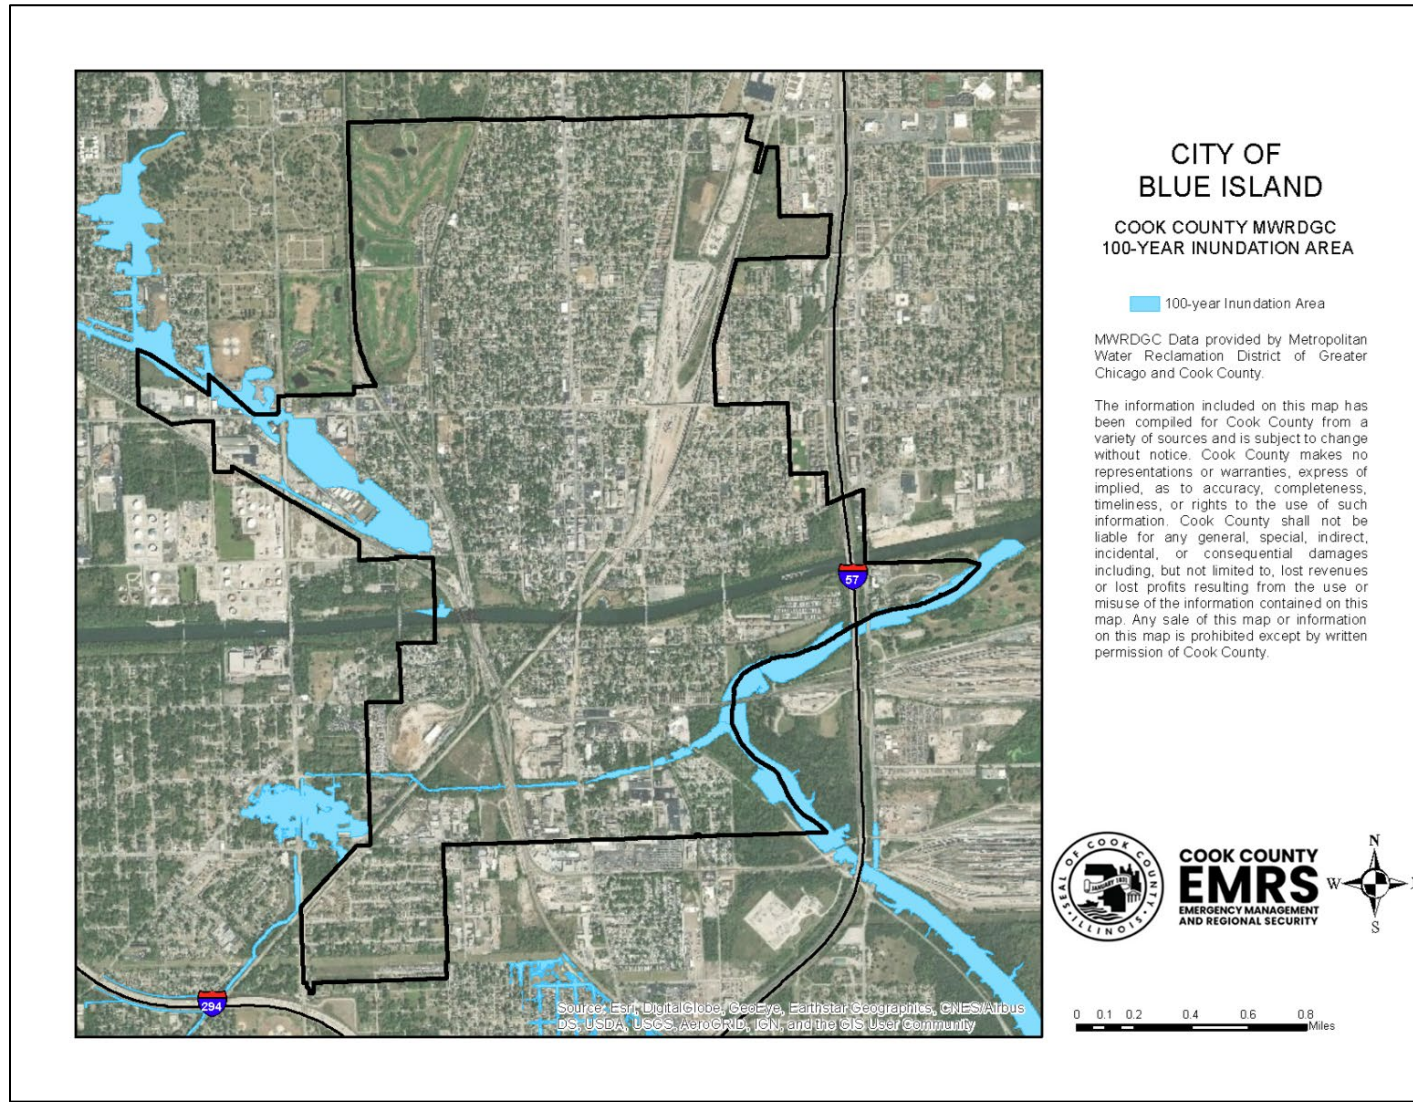 CITY OF
BLUE ISLAND
COOK COUNTY MWRDGC
100-YEAR INUNDATION AREA
100-year Inundation Area
MWRDGC Data provided by Metropolitan
Water Reclamation District of Greater
Chicago and Cook County.
The information included on this map has
been compiled for Cook County from a
variety of sources and is subject to change
without notice. Cook County makes no
representations or warranties, express of
implied, as to accuracy, completeness,
timeliness, or rights to the use of such
information. Cook County shall not be
liable for any general, special, indirect,
incidental, or consequential damages
including, but not limited to, lost revenues
or lost profits resulting from the use or
misuse of the information contained on this
map. Any sale of this map or information
on this map is prohibited except by written
permission of Cook County.
57
294
Source: Esri, DigitalGlobe, GeoEye, Earthstar Geographics, CNES/Airbus
DS, USDA, USGS, AeroGRID, IGN, and the GIS User Community
SEAL OF COOK COUNTY
JANUARY 1831
ILLINOIS
COOK COUNTY
EMRS
EMERGENCY MANAGEMENT
AND REGIONAL SECURITY
N
W
S
0 0.1 0.2 0.4 0.6 0.8
Miles